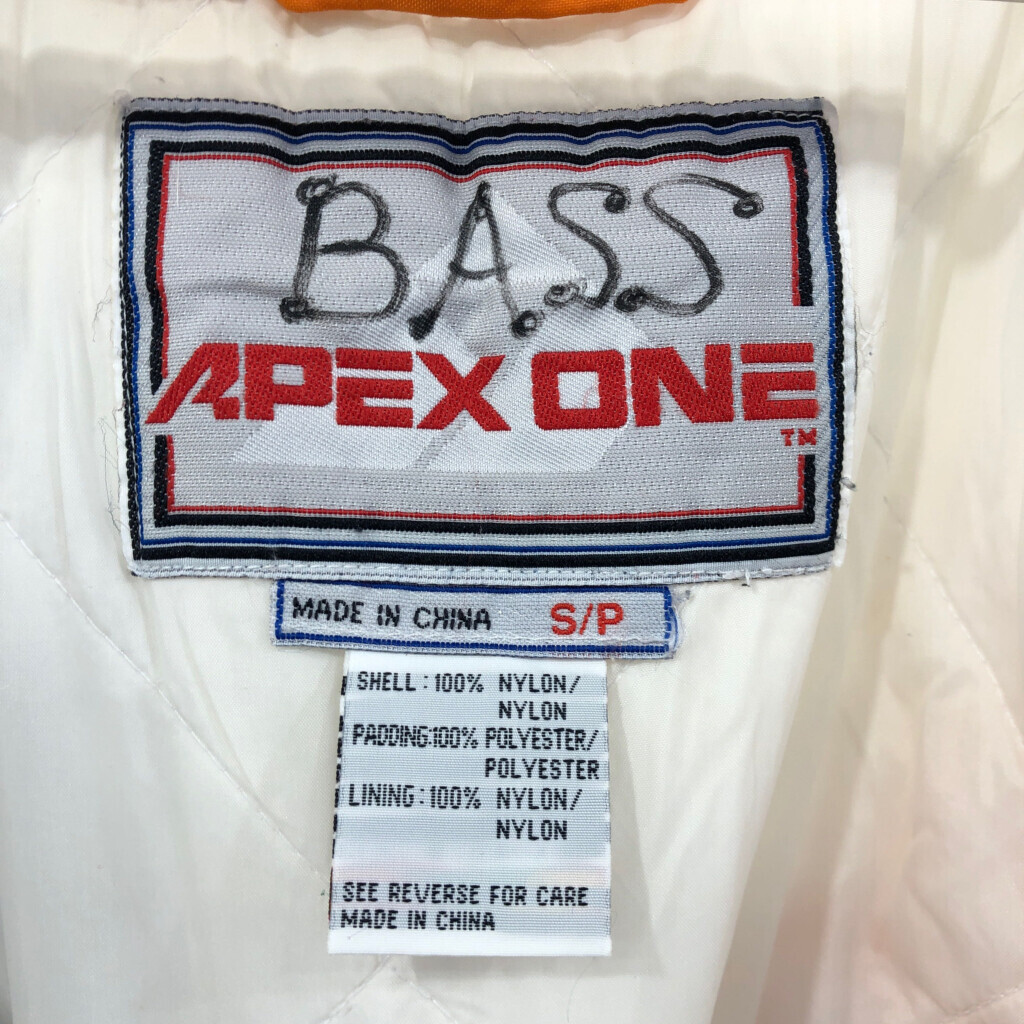 BASS
APEX ONE
TM
MADE IN CHINA S/P
SHELL : 100% NYLON/
NYLON
PADDING:100% POLYESTER/
POLYESTER
LINING : 100% NYLON/
NYLON
SEE REVERSE FOR CARE
MADE IN CHINA